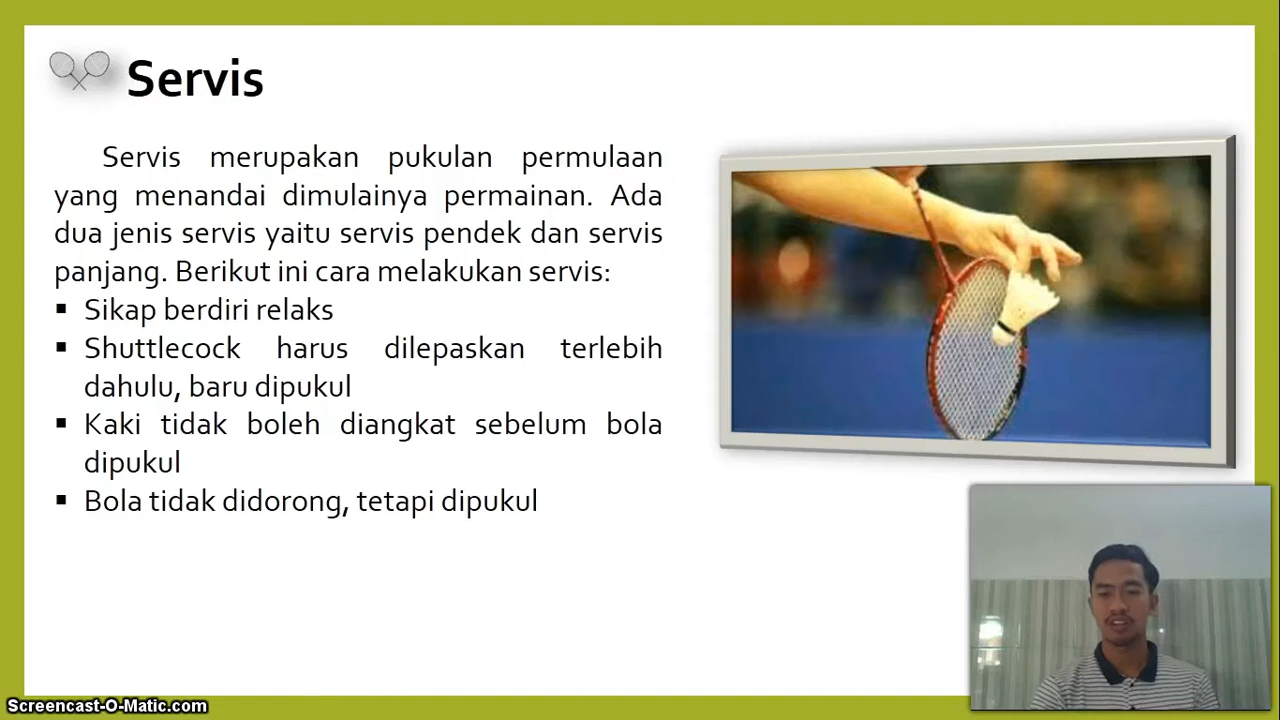 Servis
Servis merupakan pukulan permulaan
yang menandai dimulainya permainan. Ada
dua jenis servis yaitu servis pendek dan servis
panjang. Berikut ini cara melakukan servis:
▪ Sikap berdiri relaks
▪ Shuttlecock harus dilepaskan terlebih
dahulu, baru dipukul
▪ Kaki tidak boleh diangkat sebelum bola
dipukul
▪ Bola tidak didorong, tetapi dipukul
Screencast-O-Matic.com